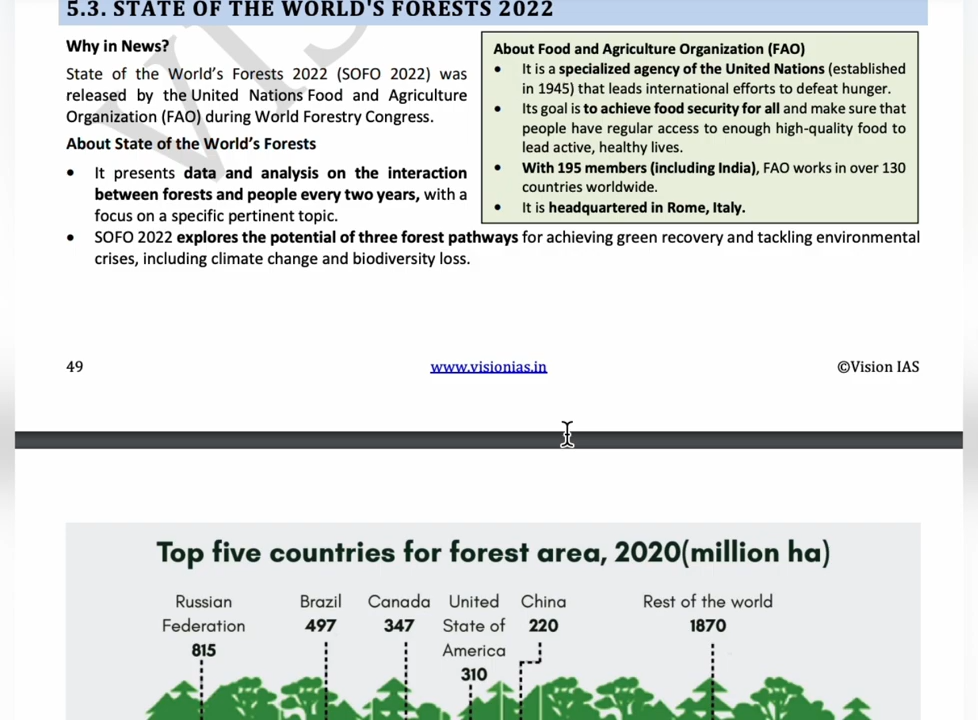 5.3. STATE OF THE WORLD'S FORESTS 2022
Why in News?
State of the World's Forests 2022 (SOFO 2022) was
released by the United Nations Food and Agriculture
Organization (FAO) during World Forestry Congress.
About State of the World's Forests
• It presents data and analysis on the interaction
between forests and people every two years, with a
focus on a specific pertinent topic.
About Food and Agriculture Organization (FAO)
• It is a specialized agency of the United Nations (established
in 1945) that leads international efforts to defeat hunger.
• Its goal is to achieve food security for all and make sure that
people have regular access to enough high-quality food to
lead active, healthy lives.
• With 195 members (including India), FAO works in over 130
countries worldwide.
• It is headquartered in Rome, Italy.
• SOFO 2022 explores the potential of three forest pathways for achieving green recovery and tackling environmental
crises, including climate change and biodiversity loss.
49 www.visionias.in ©Vision IAS
Top five countries for forest area, 2020(million ha)
Russian
Federation
815
Brazil
497
Canada
347
United
State of
America
310
China
220
Rest of the world
1870